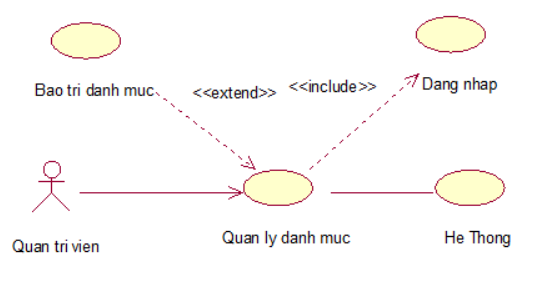 Bao tri danh muc
<<extend>>
<<include>>
Dang nhap
Quan tri vien
Quan ly danh muc
He Thong